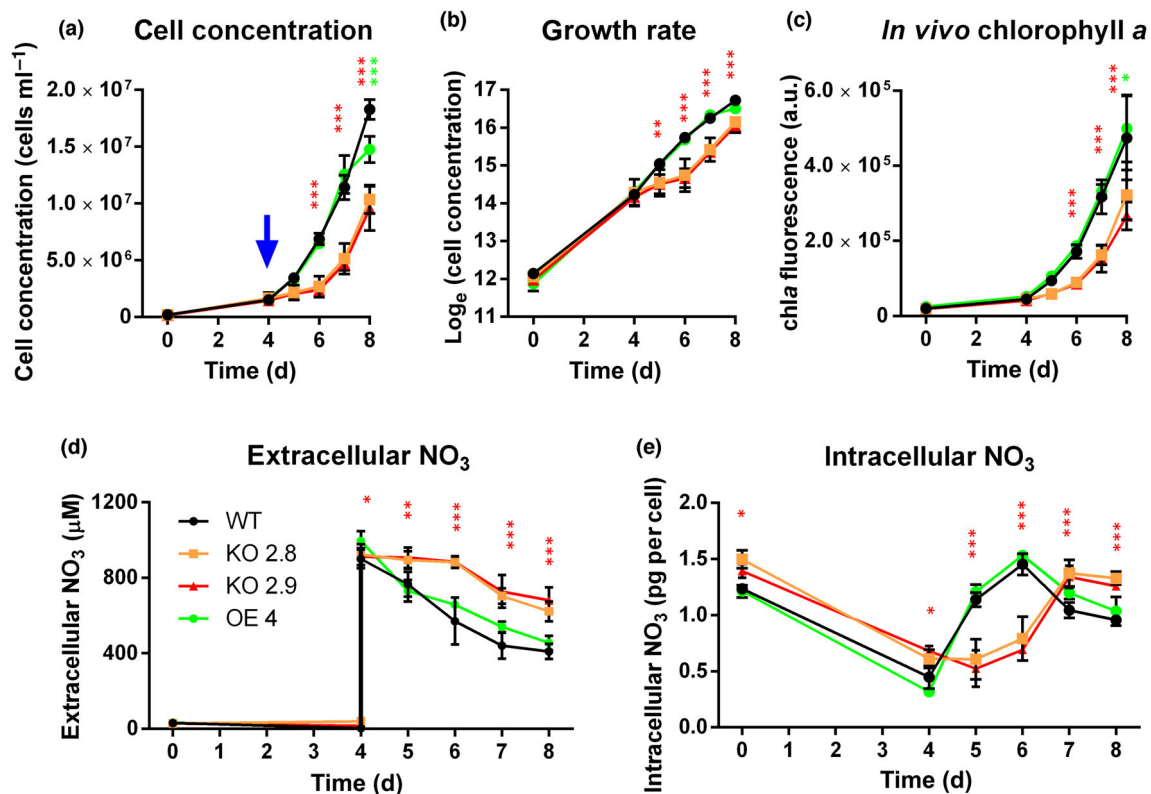 (a) Cell concentration
Cell concentration (cells ml⁻¹)
2.0 × 10⁷
1.5 × 10⁷
1.0 × 10⁷
5.0 × 10⁶
0
*** *** *** ***
0 4 6 8
Time (d)
(b) Growth rate
Logₑ (cell concentration)
17
16
15
14
13
12
11
** *** *** ***
0 2 4 6 8
Time (d)
(c) In vivo chlorophyll a
chla fluorescence (a.u.)
6.0 × 10⁵
4.0 × 10⁵
2.0 × 10⁵
0
*** *** *** *
0 2 4 6 8
Time (d)
(d) Extracellular NO₃
Extracellular NO₃ (μM)
1200
800
400
0
WT
KO 2.8
KO 2.9
OE 4
* ** *** *** ***
0 1 2 3 4 5 6 7 8
Time (d)
(e) Intracellular NO₃
Intracellular NO₃ (pg per cell)
2.0
1.5
1.0
0.5
0.0
* * *** *** *** ***
0 1 2 3 4 5 6 7 8
Time (d)